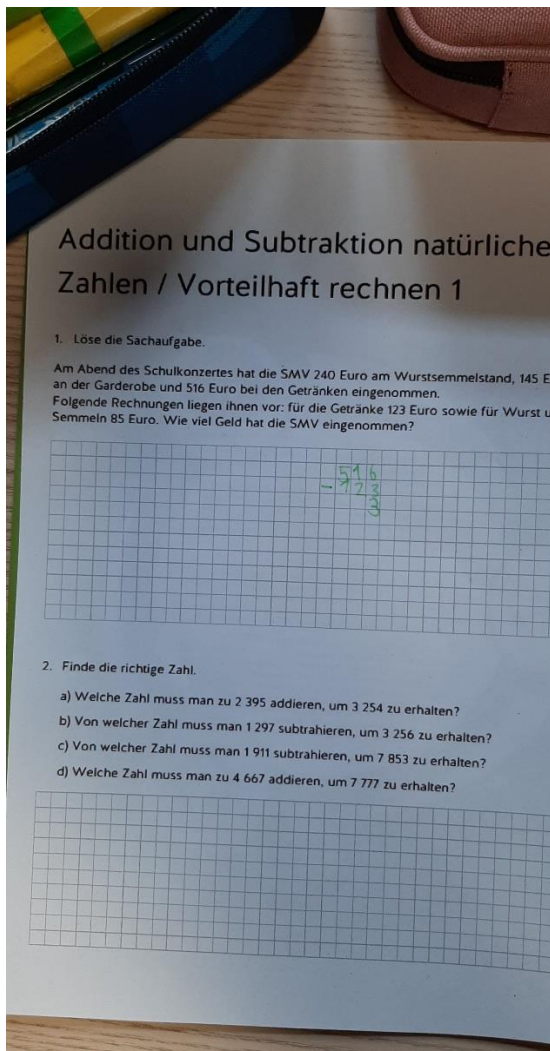 Addition und Subtraktion natürliche
Zahlen / Vorteilhaft rechnen 1
1. Löse die Sachaufgabe.
Am Abend des Schulkonzertes hat die SMV 240 Euro am Wurstsemmelstand, 145 E
an der Garderobe und 516 Euro bei den Getränken eingenommen.
Folgende Rechnungen liegen ihnen vor: für die Getränke 123 Euro sowie für Wurst u
Semmeln 85 Euro. Wie viel Geld hat die SMV eingenommen?
516
- 123
3
2. Finde die richtige Zahl.
a) Welche Zahl muss man zu 2 395 addieren, um 3 254 zu erhalten?
b) Von welcher Zahl muss man 1 297 subtrahieren, um 3 256 zu erhalten?
c) Von welcher Zahl muss man 1 911 subtrahieren, um 7 853 zu erhalten?
d) Welche Zahl muss man zu 4 667 addieren, um 7 777 zu erhalten?